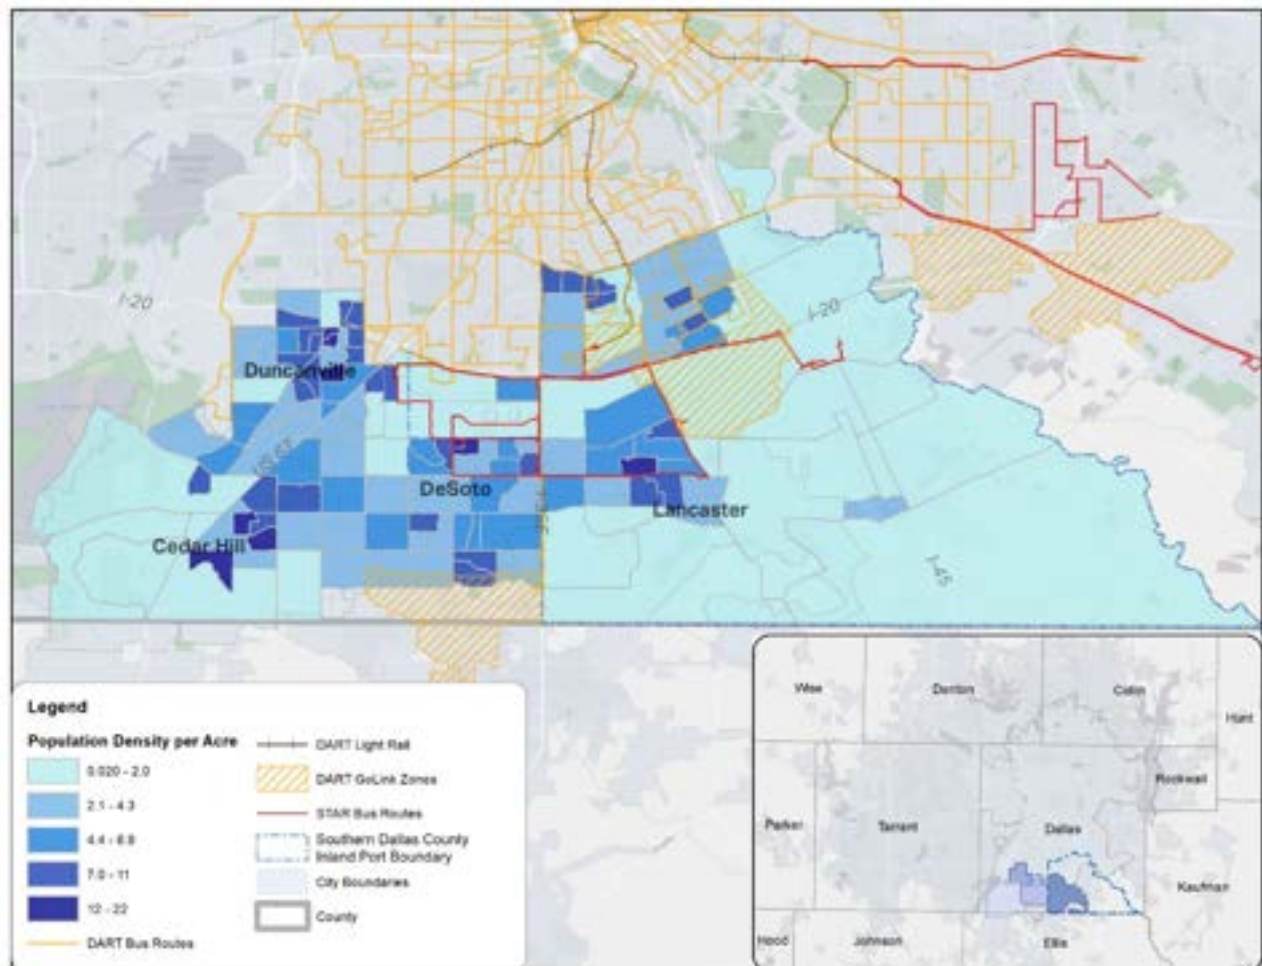 I-20
I-20
Duncanville
DeSoto
Lancaster
Cedar Hill
I-45
Legend
Population Density per Acre
0.020 - 2.0
2.1 - 4.3
4.4 - 6.9
7.0 - 11
12 - 22
DART Bus Routes
DART Light Rail
DART GoLink Zones
STAR Bus Routes
Southern Dallas County
Inland Port Boundary
City Boundaries
County
Wise
Denton
Collin
Hunt
Rockwall
Parker
Tarrant
Dallas
Kaufman
Hood
Johnson
Ellis